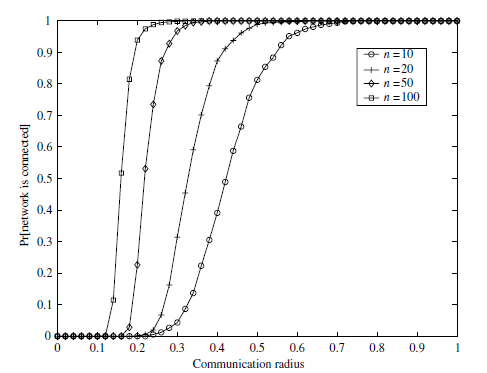 1
0.9
0.8
0.7
0.6
0.5
0.4
0.3
0.2
0.1
0
Pr[network is connected]
n = 10
n = 20
n = 50
n = 100
0 0.1 0.2 0.3 0.4 0.5 0.6 0.7 0.8 0.9 1
Communication radius